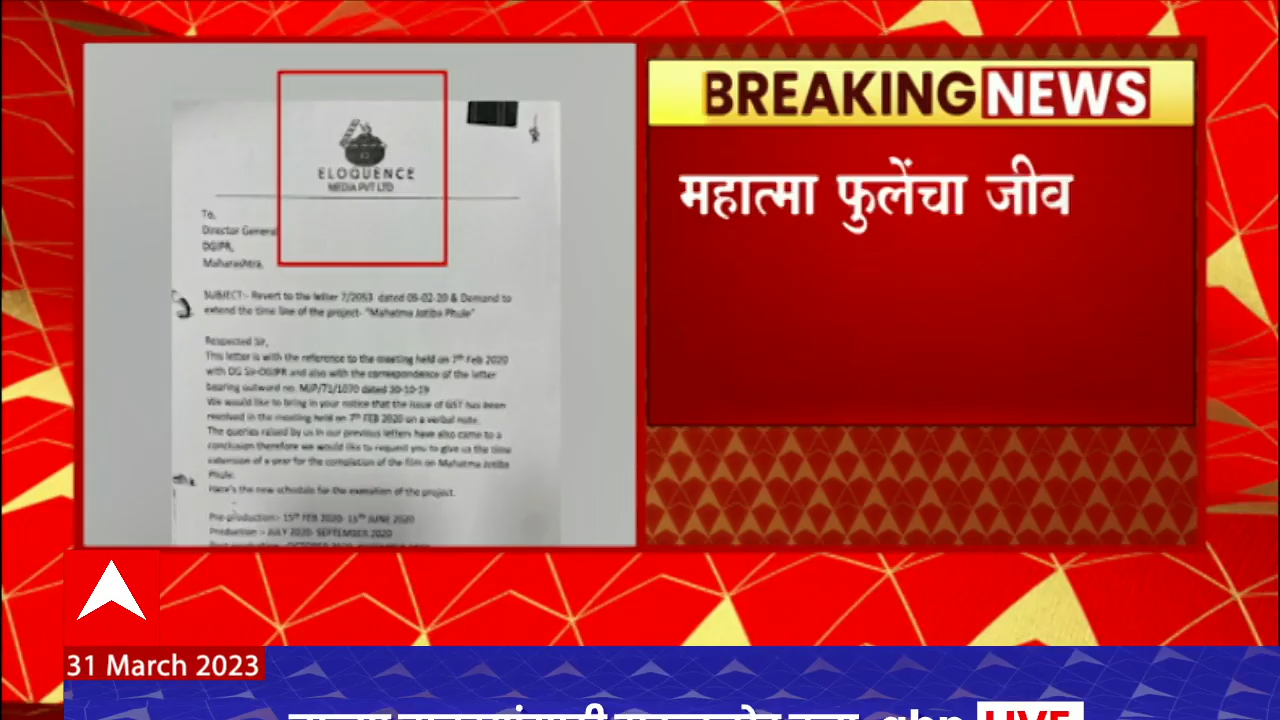 ELOQUENCE
MEDIA PVT LTD
To,
Director General
DGIPR,
Maharashtra.
SUBJECT:- Revert to the letter 7/2053 dated 05-02-20 & Demand to
extend the time line of the project- "Mahatma Jotiba Phule"
Respected Sir,
This letter is with the reference to the meeting held on 7th Feb 2020
with DG Sir-DGIPR and also with the correspondence of the letter
bearing outward no. MJP/71/1070 dated 30-10-19
We would like to bring in your notice that the issue of GST has been
resolved in the meeting held on 7th FEB 2020 on a verbal note.
The queries raised by us in our previous letters have also came to a
conclusion therefore we would like to request you to give us the time
extension of a year for the completion of the film on Mahatma Jotiba
Phule.
Here's the new schedule for the execution of the project.
Pre-production:- 15th FEB 2020- 15th JUNE 2020
Production :- JULY 2020- SEPTEMBER 2020
BREAKING NEWS
महात्मा फुलेंचा जीव
31 March 2023
abp LIVE